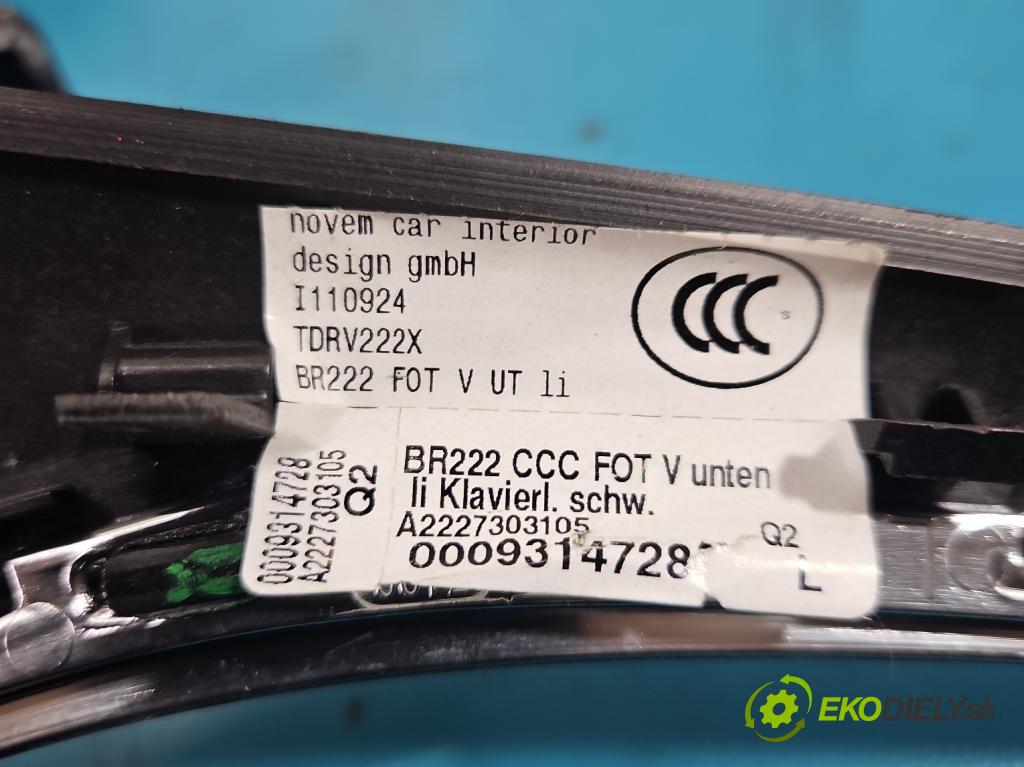 novem car interior
design gmbH
I110924
TDRV222X
BR222 FOT V UT li
CCC S
0009314728
A2227303105
Q2
BR222 CCC FOT V unten
li Klavierl. schw.
A2227303105
0009314728
Q2
L
EKODIELY.sk